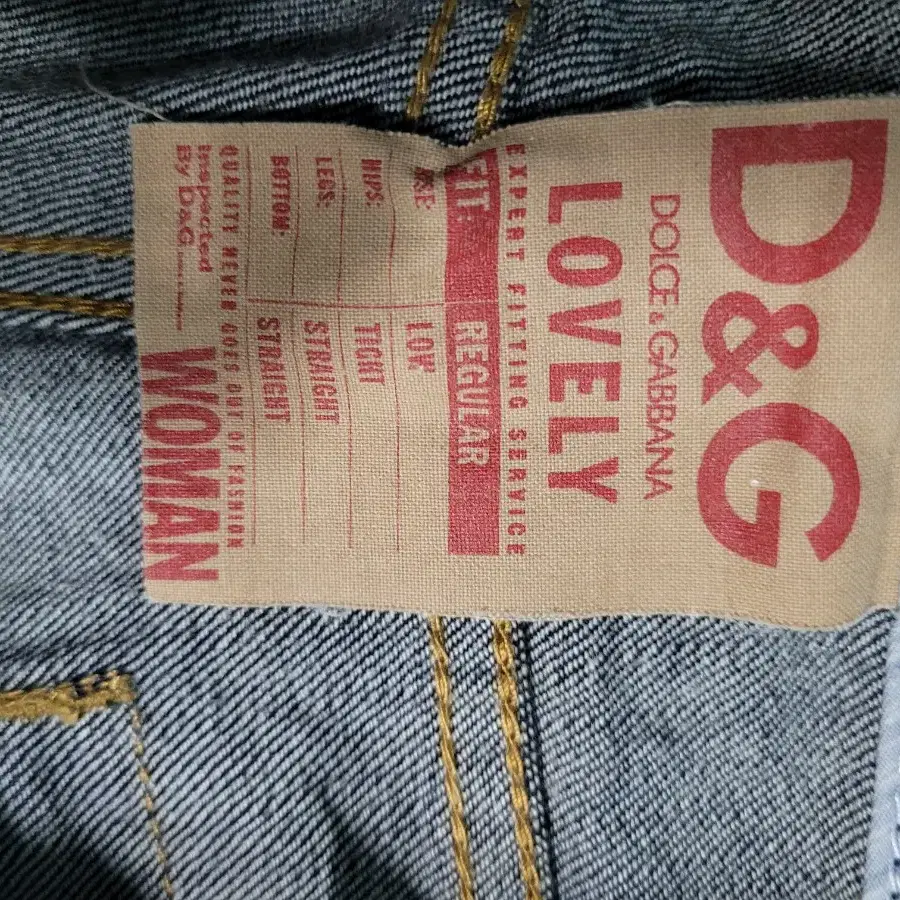 D&G
DOLCE & GABBANA
LOVELY
EXPERT FITTING SERVICE
FIT: REGULAR
LOW
HIPS: TIGHT
LEGS: STRAIGHT
BOTTOM: STRAIGHT
QUALITY NEVER GOES OUT OF FASHION
Inspected
By D&G
WOMAN